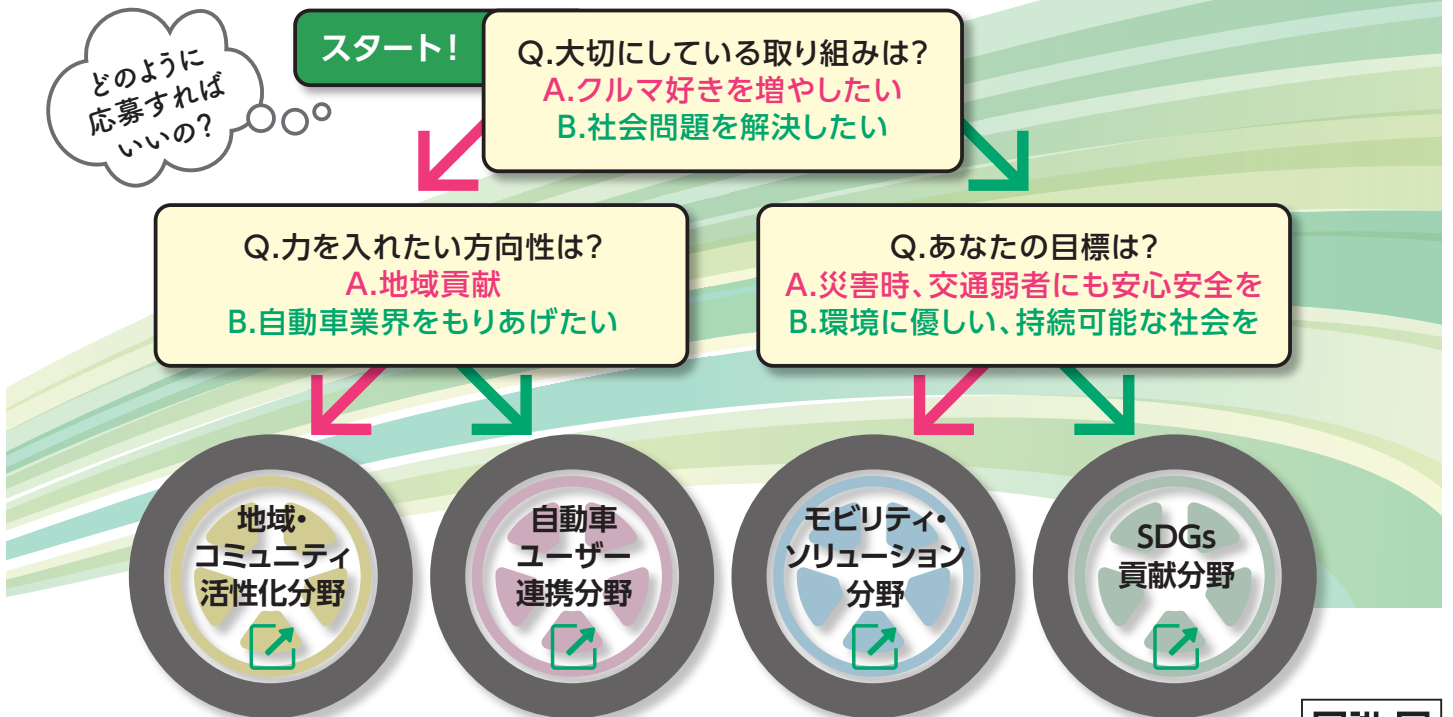 どのように
応募すれば
いいの?
スタート!
Q.大切にしている取り組みは?
A.クルマ好きを増やしたい
B.社会問題を解決したい
Q.力を入れたい方向性は?
A.地域貢献
B.自動車業界をもりあげたい
Q.あなたの目標は?
A.災害時、交通弱者にも安心安全を
B.環境に優しい、持続可能な社会を
地域・
コミュニティ
活性化分野
自動車
ユーザー
連携分野
モビリティ・
ソリューション
分野
SDGs
貢献分野